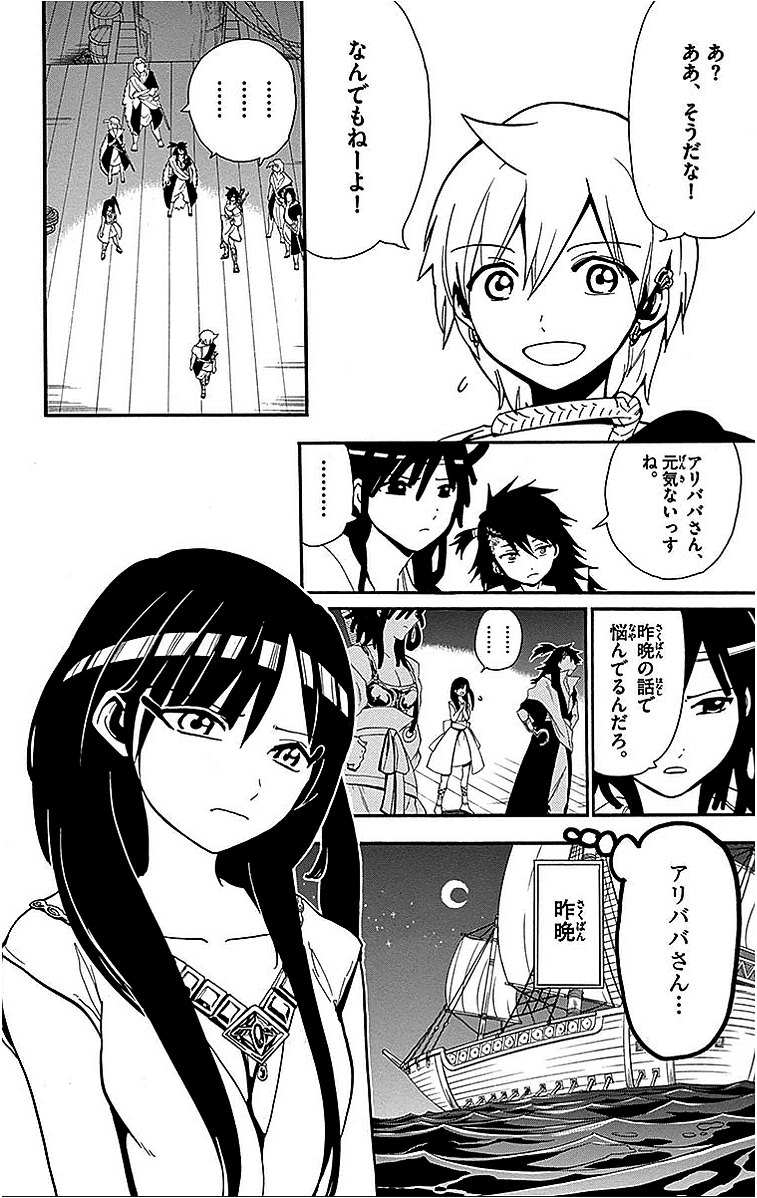 あ？
ああ、そうだな！
なんでもねーよ！
………
………
アリババさん、
元気ないっす
ね。
………
昨晩の話で
悩んでるんだろ。
………
………
アリババさん…
昨晩